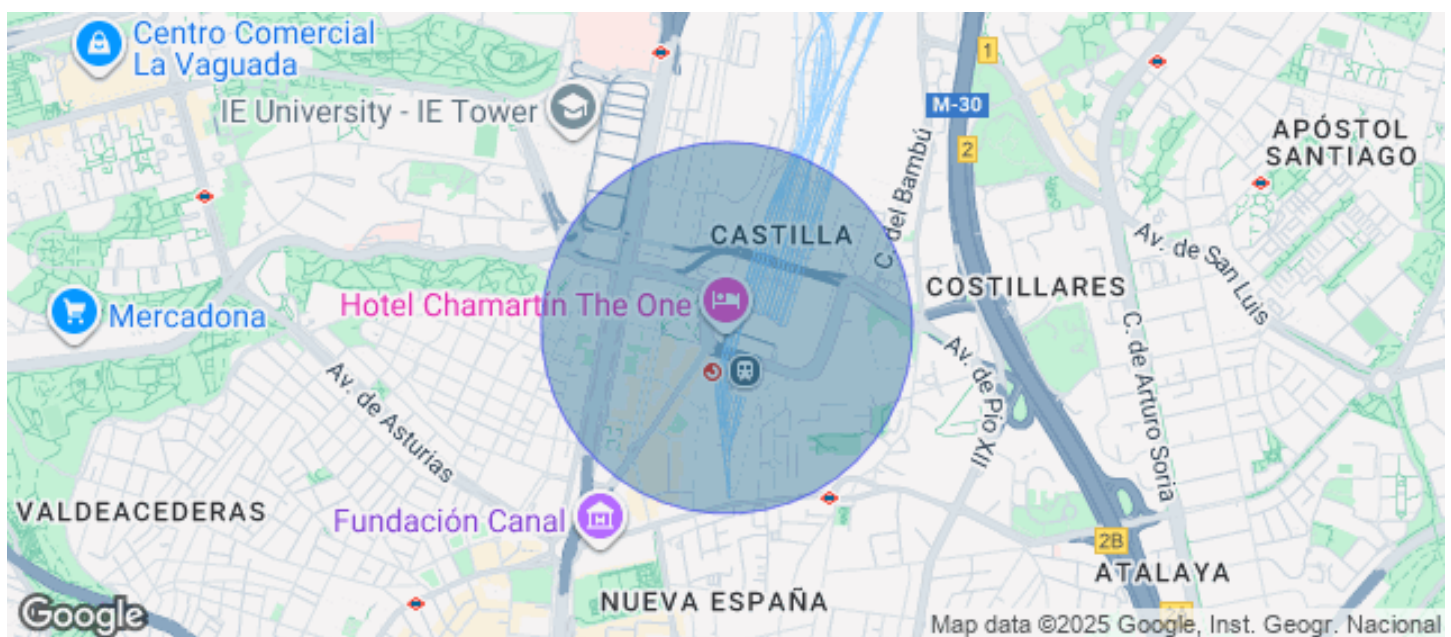 Centro Comercial
La Vaguada
IE University - IE Tower
1
M-30
2
APÓSTOL
SANTIAGO
C. del Bambú
CASTILLA
Av. de San Luis
COSTILLARES
Hotel Chamartín The One
Mercadona
Av. de Asturias
Av. de Pío XII
C. de Arturo Soria
VALDEACEDERAS
Fundación Canal
2B
ATALAYA
NUEVA ESPAÑA
Google
Map data ©2025 Google, Inst. Geogr. Nacional